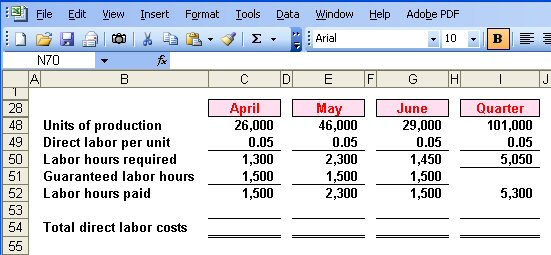 File Edit View Insert Format Tools Data Window Help Adobe PDF
Σ Arial 10 B
N70 fx
A B C D E F G H I J
1
28 April May June Quarter
48 Units of production 26,000 46,000 29,000 101,000
49 Direct labor per unit 0.05 0.05 0.05 0.05
50 Labor hours required 1,300 2,300 1,450 5,050
51 Guaranteed labor hours 1,500 1,500 1,500
52 Labor hours paid 1,500 2,300 1,500 5,300
53
54 Total direct labor costs
55